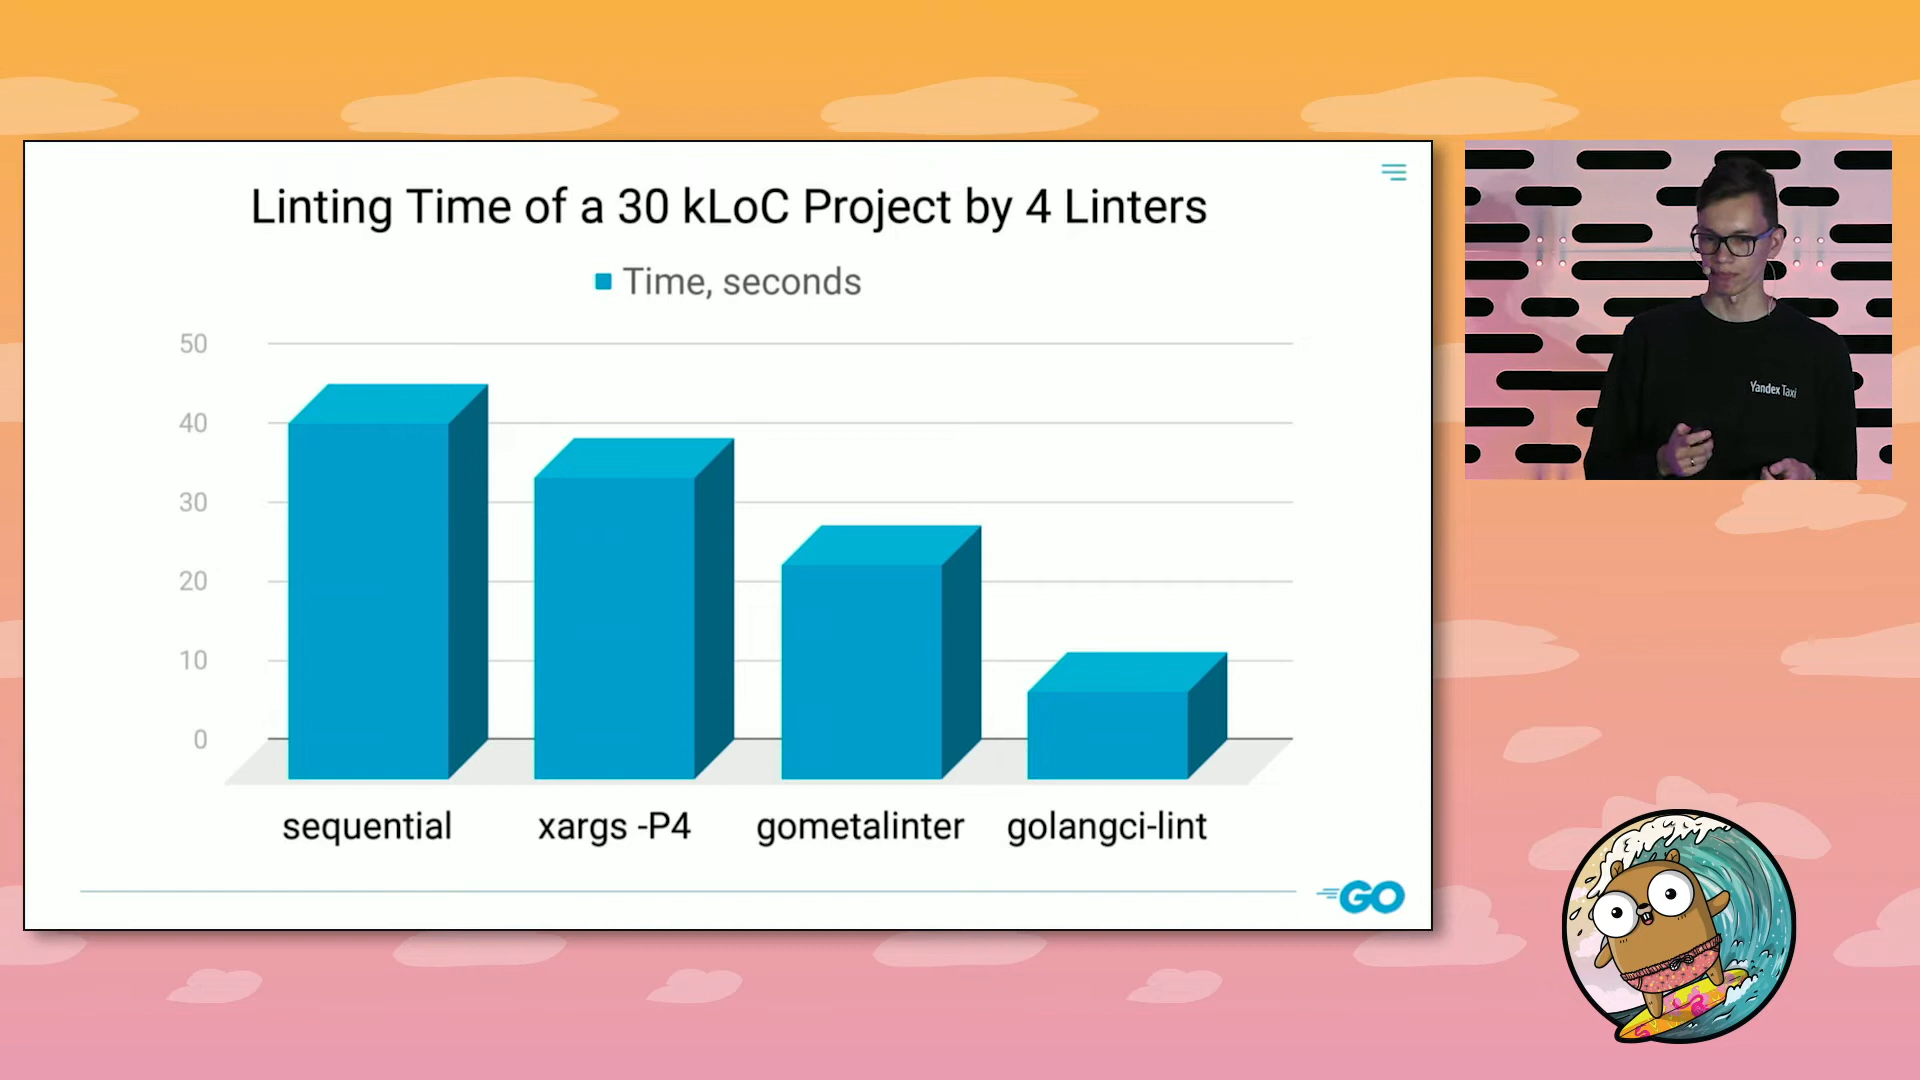 Linting Time of a 30 kLoC Project by 4 Linters
Time, seconds
50
40
30
20
10
0
sequential
xargs -P4
gometalinter
golangci-lint
GO
Yandex Taxi